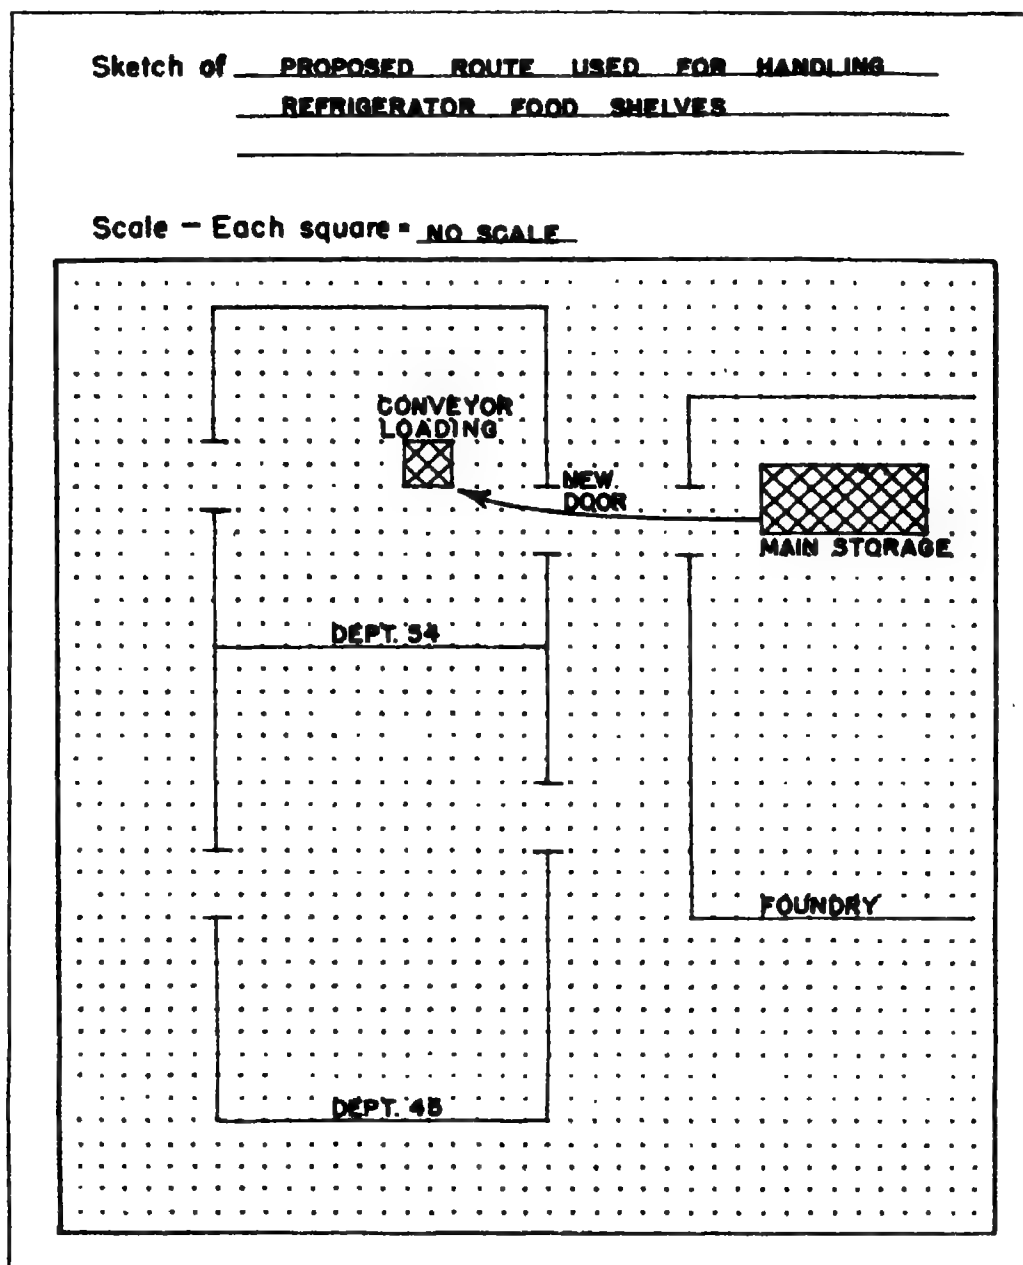 Sketch of PROPOSED ROUTE USED FOR HANDLING
REFRIGERATOR FOOD SHELVES
Scale - Each square = NO SCALE
CONVEYOR
LOADING
NEW
DOOR
MAIN STORAGE
DEPT. 54
FOUNDRY
DEPT. 45